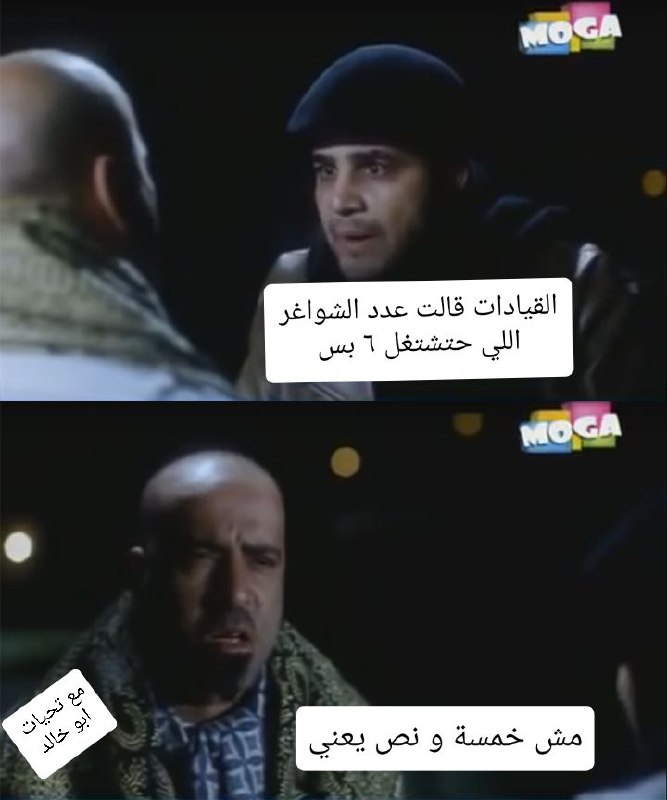 MOGA
القيادات قالت عدد الشواغر
اللي حتشتغل ٦ بس
MOGA
مع تحيات
ابو خالد
مش خمسة و نص يعني